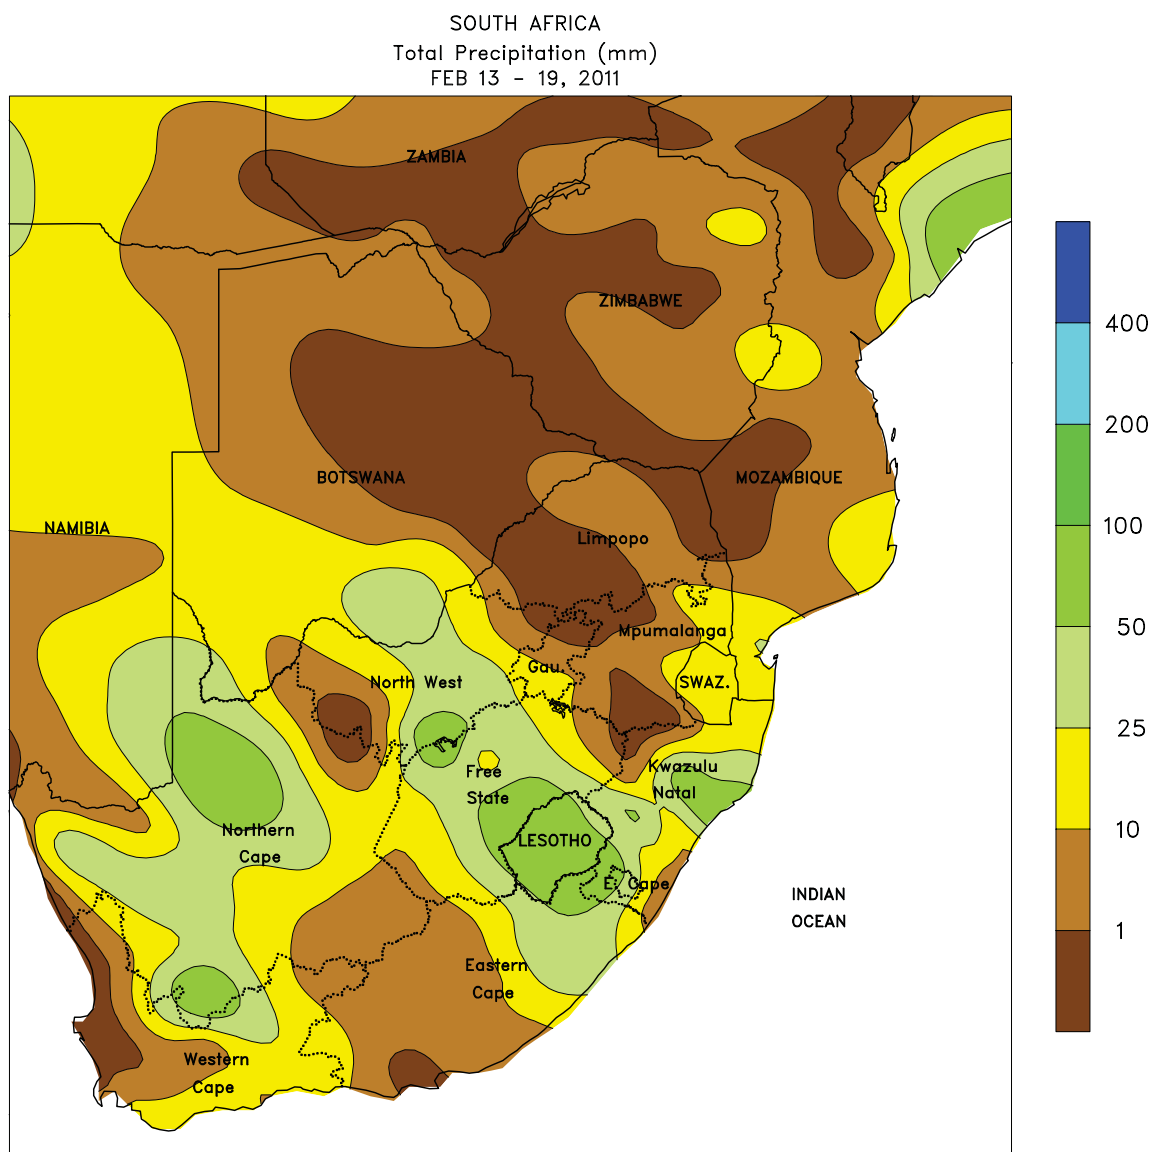 SOUTH AFRICA
Total Precipitation (mm)
FEB 13 - 19, 2011
ZAMBIA
ZIMBABWE
400
200
BOTSWANA
MOZAMBIQUE
NAMIBIA
Limpopo
100
Mpumalanga
50
Gau.
North West
SWAZ.
25
Free
State
Kwazulu
Natal
Northern
Cape
LESOTHO
10
E. Cape
INDIAN
OCEAN
1
Eastern
Cape
Western
Cape